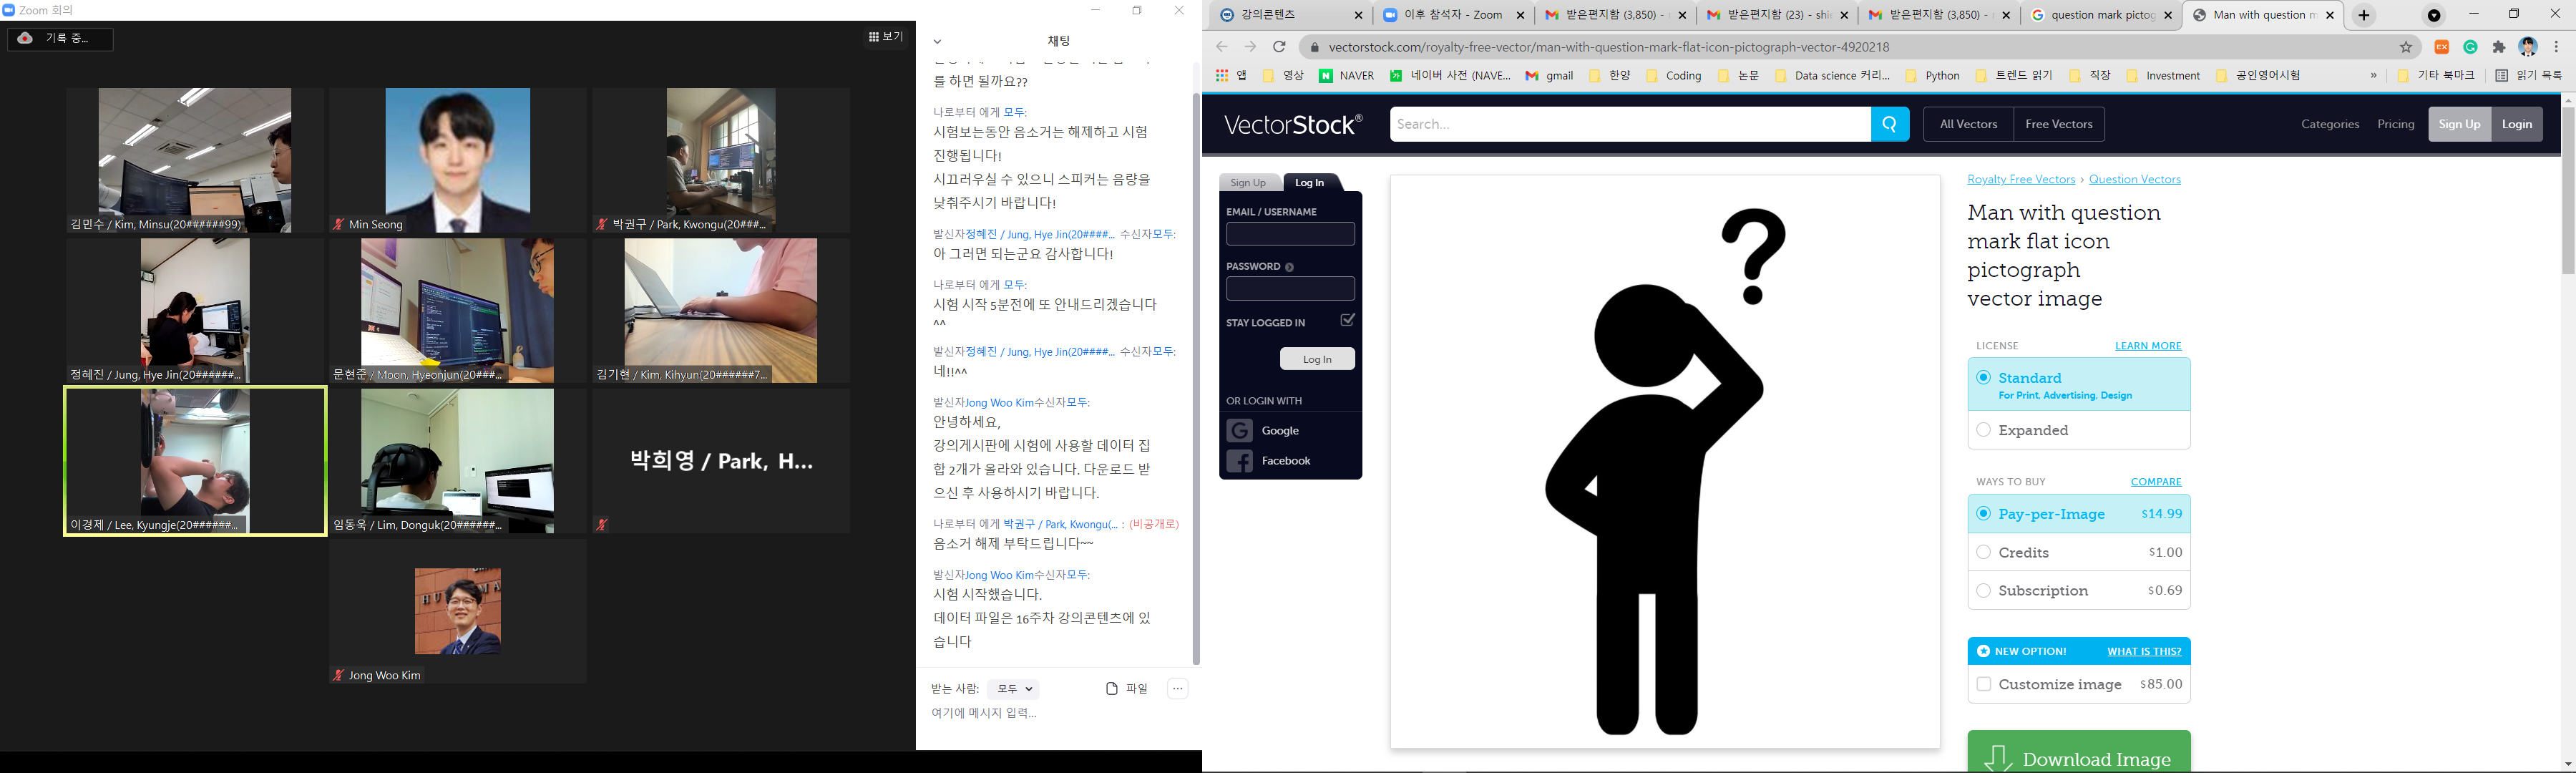 Zoom 회의
기록 중...
보기
김민수 / Kim, Minsu(20######99)
Min Seong
박권구 / Park, Kwongu(20###...
정혜진 / Jung, Hye Jin(20######...
문현준 / Moon, Hyeonjun(20###...
김기현 / Kim, Kihyun(20######7...
이경제 / Lee, Kyungje(20######...
임동욱 / Lim, Donguk(20######...
박희영 / Park, H...
Jong Woo Kim
채팅
를 하면 될까요??
나로부터 에게 모두:
시험보는동안 음소거는 해제하고 시험
진행됩니다!
시끄러우실 수 있으니 스피커는 음량을
낮춰주시기 바랍니다!
발신자정혜진 / Jung, Hye Jin(20####... 수신자모두:
아 그러면 되는군요 감사합니다!
나로부터 에게 모두:
시험 시작 5분전에 또 안내드리겠습니다
^^
발신자정혜진 / Jung, Hye Jin(20####... 수신자모두:
네!!^^
발신자Jong Woo Kim수신자모두:
안녕하세요,
강의게시판에 시험에 사용할 데이터 집
합 2개가 올라와 있습니다. 다운로드 받
으신 후 사용하시기 바랍니다.
나로부터 에게 박권구 / Park, Kwongu(... : (비공개로)
음소거 해제 부탁드립니다~~
발신자Jong Woo Kim수신자모두:
시험 시작했습니다.
데이터 파일은 16주차 강의콘텐츠에 있
습니다
받는 사람: 모두
파일
여기에 메시지 입력...
강의콘텐츠
이후 참석자 - Zoom
받은편지함 (3,850) -
받은편지함 (23) - shi
받은편지함 (3,850) -
question mark pictog
Man with question m
vectorstock.com/royalty-free-vector/man-with-question-mark-flat-icon-pictograph-vector-4920218
앱 영상 NAVER 네이버 사전 (NAVE... gmail 한양 Coding 논문 Data science 커리... Python 트렌드 읽기 직장 Investment 공인영어시험 » 기타 북마크 읽기 목록
VectorStock®
Search...
All Vectors
Free Vectors
Categories
Pricing
Sign Up
Login
Sign Up
Log In
EMAIL / USERNAME
PASSWORD
STAY LOGGED IN
Log In
OR LOGIN WITH
Google
Facebook
?
Royalty Free Vectors › Question Vectors
Man with question
mark flat icon
pictograph
vector image
LICENSE LEARN MORE
Standard
For Print, Advertising, Design
Expanded
WAYS TO BUY COMPARE
Pay-per-Image $14.99
Credits $1.00
Subscription $0.69
NEW OPTION! WHAT IS THIS?
Customize image $85.00
Download Image